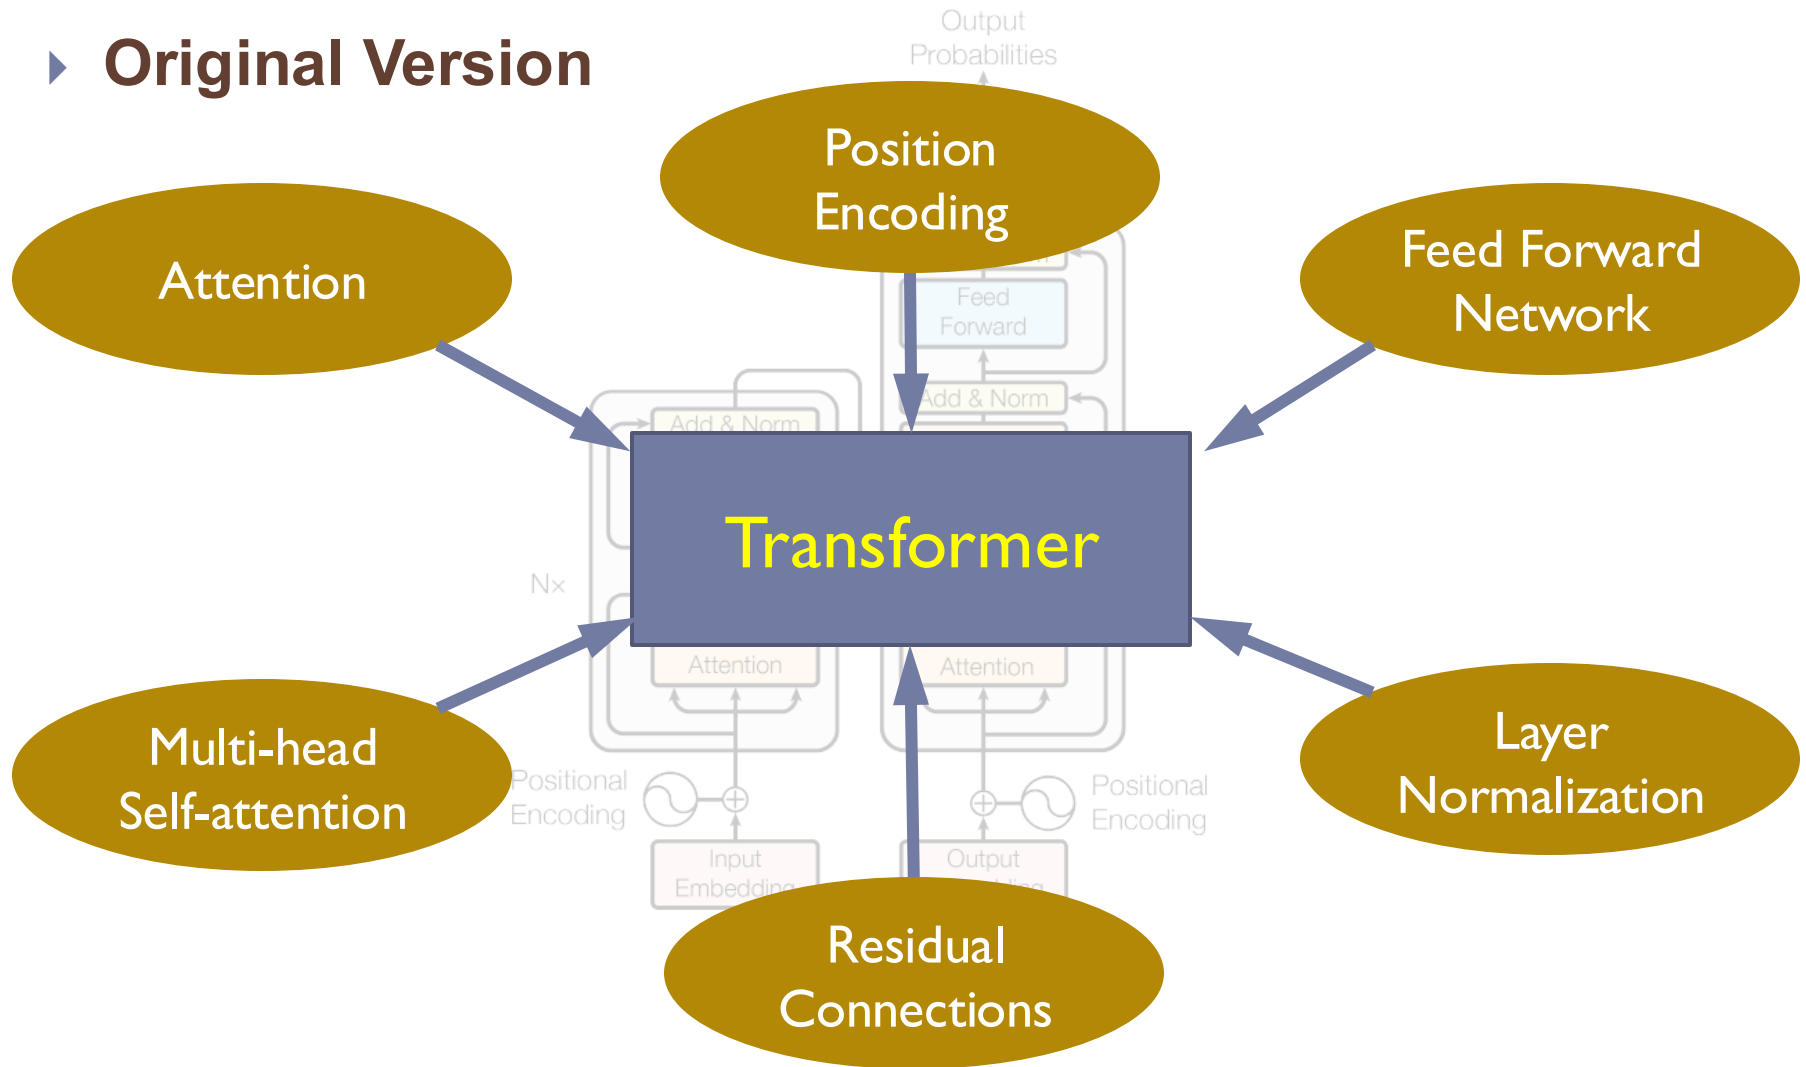 Original Version
Output
Probabilities
Position
Encoding
Attention
Feed Forward
Network
Feed
Forward
Add & Norm
Add & Norm
Transformer
N×
Attention
Attention
Multi-head
Self-attention
Layer
Normalization
Positional
Encoding
Positional
Encoding
Input
Embedding
Output
Residual
Connections